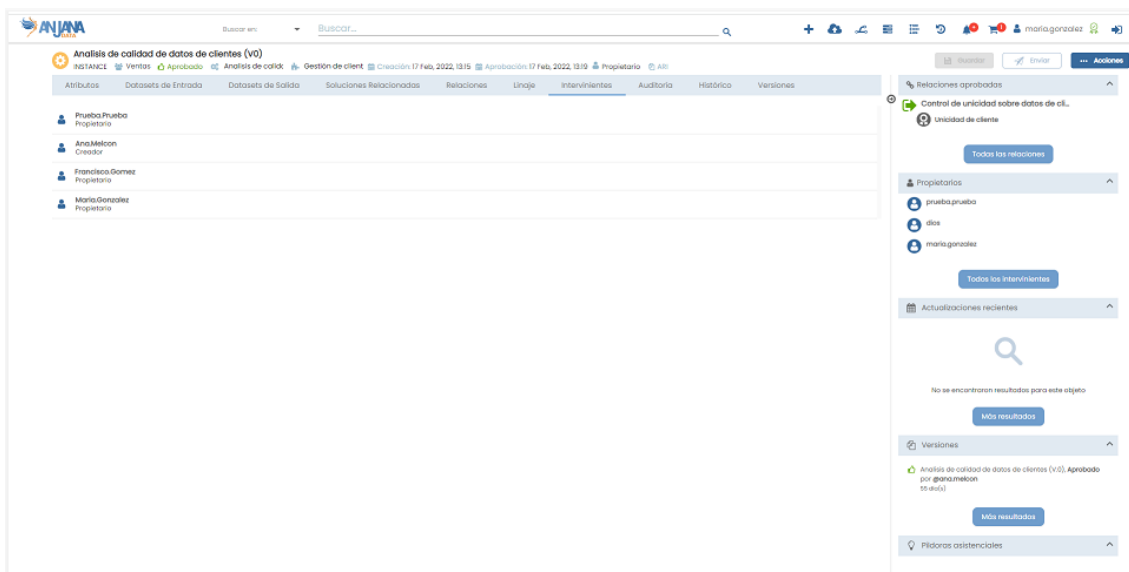 ANJANA
DATA
Buscar en:
Buscar...
maria.gonzalez
Analisis de calidad de datos de clientes (V0)
INSTANCE Ventas Aprobado Analisis de calida Gestión de client Creación: 17 Feb, 2022, 13:15 Aprobación: 17 Feb, 2022, 13:19 Propietario
Guardar Enviar ... Acciones
Atributos Datasets de Entrada Datasets de Salida Soluciones Relacionadas Relaciones Linaje Intervinientes Auditoría Histórico Versiones
Prueba.Prueba
Propietario
Ana.Melcon
Creador
Francisco.Gomez
Propietario
Maria.Gonzalez
Propietario
Relaciones aprobadas
Control de unicidad sobre datos de cli...
Unicidad de cliente
Todas las relaciones
Propietarios
prueba.prueba
dios
maria.gonzalez
Todos los intervinientes
Actualizaciones recientes
No se encontraron resultados para este objeto
Más resultados
Versiones
Analisis de calidad de datos de clientes (V.0), Aprobado
por @ana.melcon
55 día(s)
Más resultados
Píldoras asistenciales